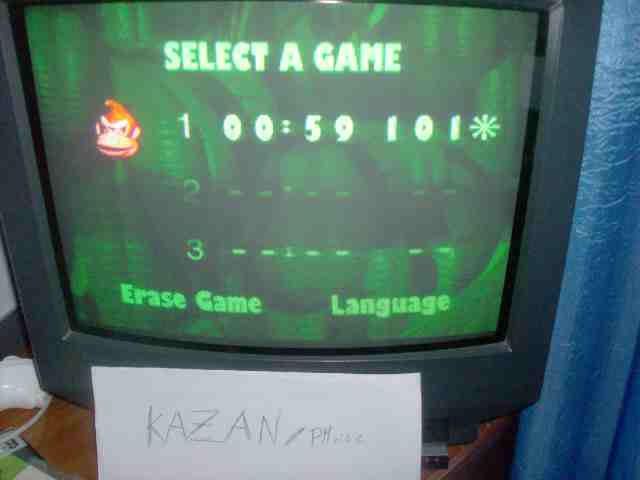 SELECT A GAME
1 00:59 101*
2 --:-- --
3 --:-- --
Erase Game Language
KAZAN/